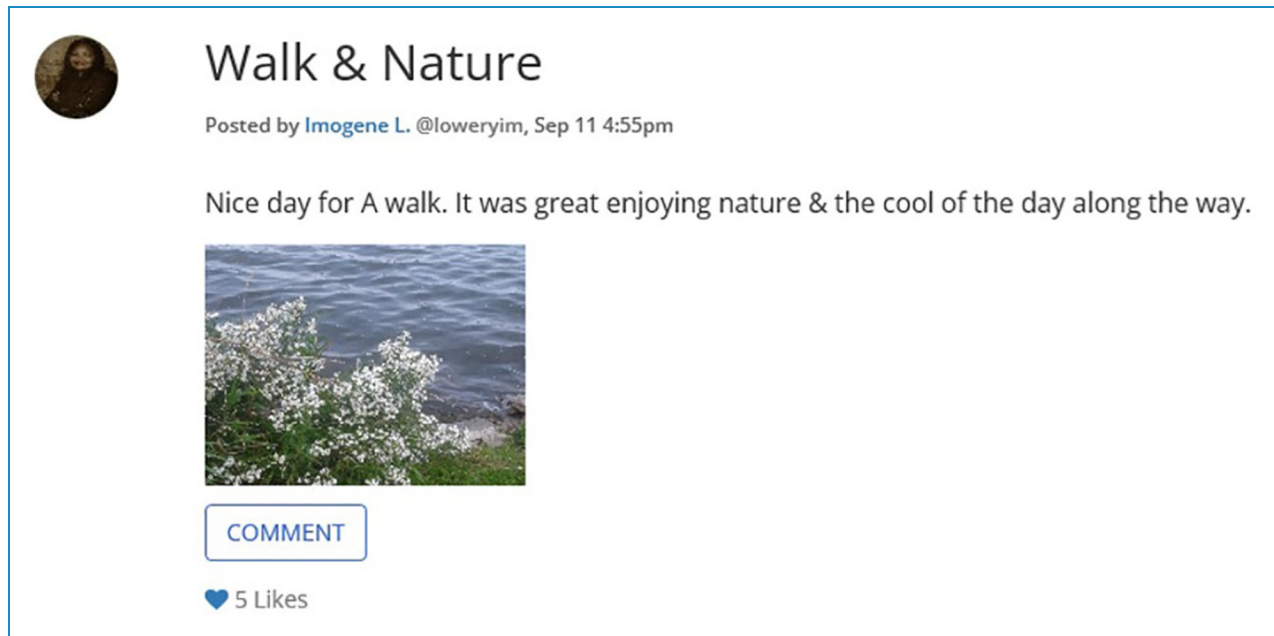 Walk & Nature
Posted by Imogene L. @loweryim, Sep 11 4:55pm
Nice day for A walk. It was great enjoying nature & the cool of the day along the way.
COMMENT
5 Likes